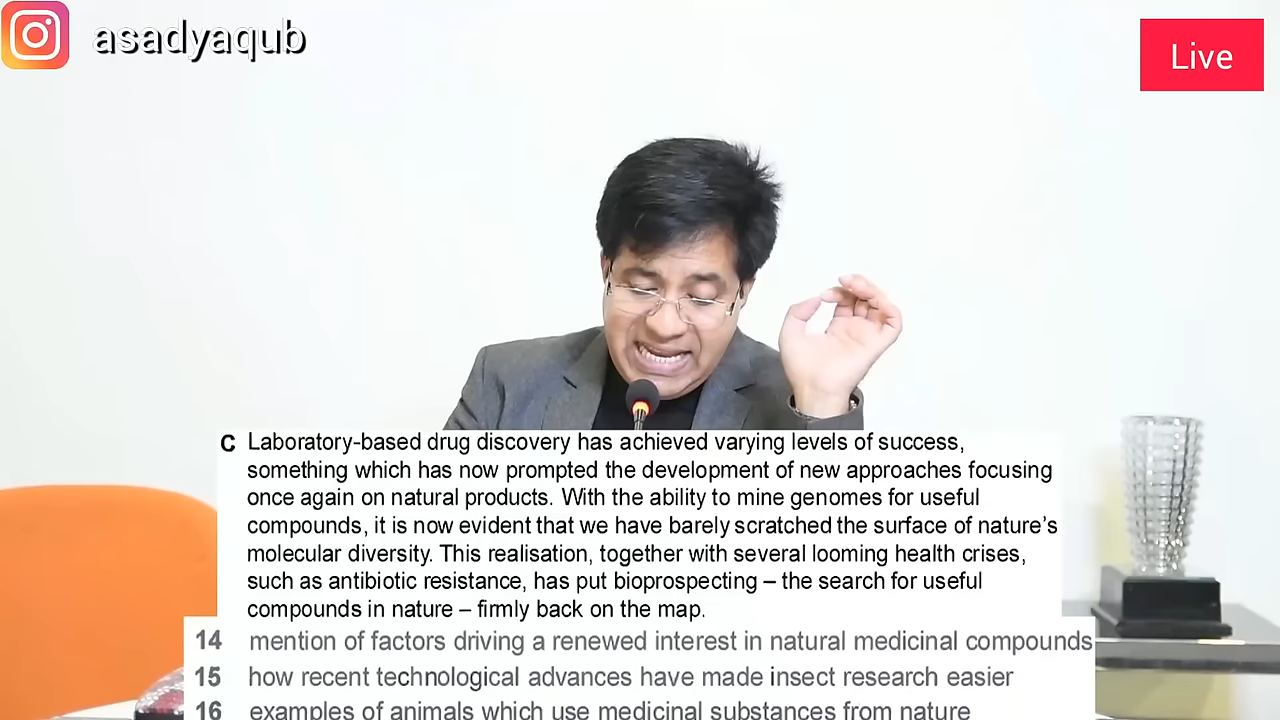 asadyaqub
Live
C Laboratory-based drug discovery has achieved varying levels of success,
something which has now prompted the development of new approaches focusing
once again on natural products. With the ability to mine genomes for useful
compounds, it is now evident that we have barely scratched the surface of nature's
molecular diversity. This realisation, together with several looming health crises,
such as antibiotic resistance, has put bioprospecting – the search for useful
compounds in nature – firmly back on the map.
14 mention of factors driving a renewed interest in natural medicinal compounds
15 how recent technological advances have made insect research easier
16 examples of animals which use medicinal substances from nature